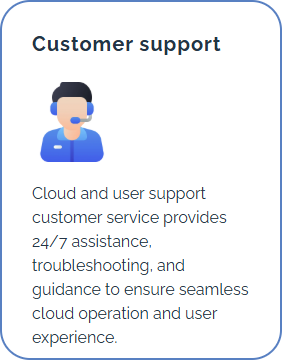 Customer support
Cloud and user support
customer service provides
24/7 assistance,
troubleshooting, and
guidance to ensure seamless
cloud operation and user
experience.